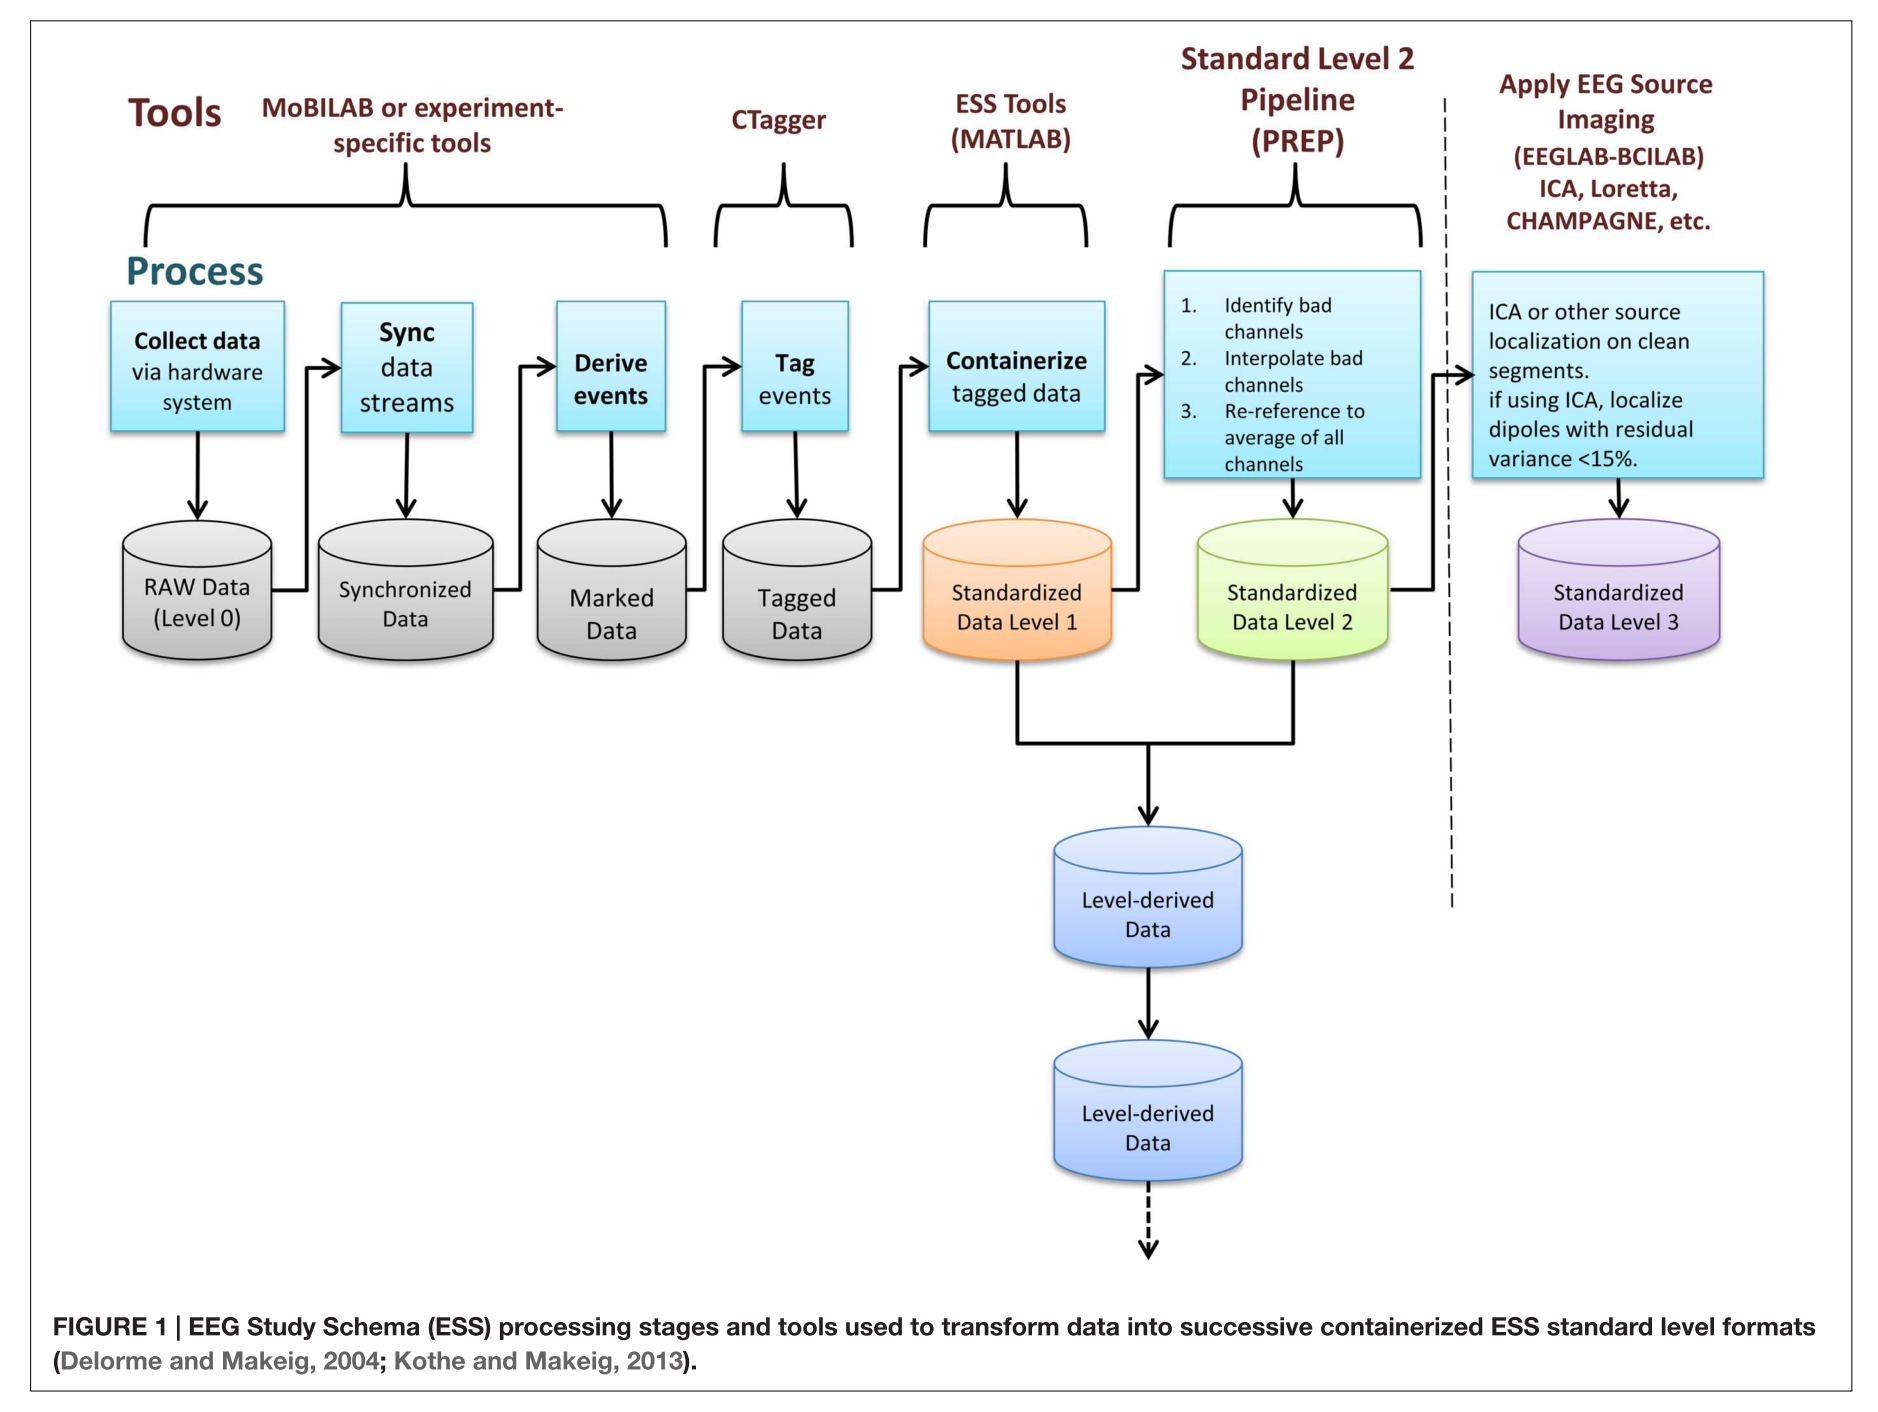 Tools
MoBILAB or experiment-
specific tools
CTagger
ESS Tools
(MATLAB)
Standard Level 2
Pipeline
(PREP)
Apply EEG Source
Imaging
(EEGLAB-BCILAB)
ICA, Loretta,
CHAMPAGNE, etc.
Process
Collect data
via hardware
system
Sync
data
streams
Derive
events
Tag
events
Containerize
tagged data
1. Identify bad
channels
2. Interpolate bad
channels
3. Re-reference to
average of all
channels
ICA or other source
localization on clean
segments.
if using ICA, localize
dipoles with residual
variance <15%.
RAW Data
(Level 0)
Synchronized
Data
Marked
Data
Tagged
Data
Standardized
Data Level 1
Standardized
Data Level 2
Standardized
Data Level 3
Level-derived
Data
Level-derived
Data
FIGURE 1 | EEG Study Schema (ESS) processing stages and tools used to transform data into successive containerized ESS standard level formats
(Delorme and Makeig, 2004; Kothe and Makeig, 2013).